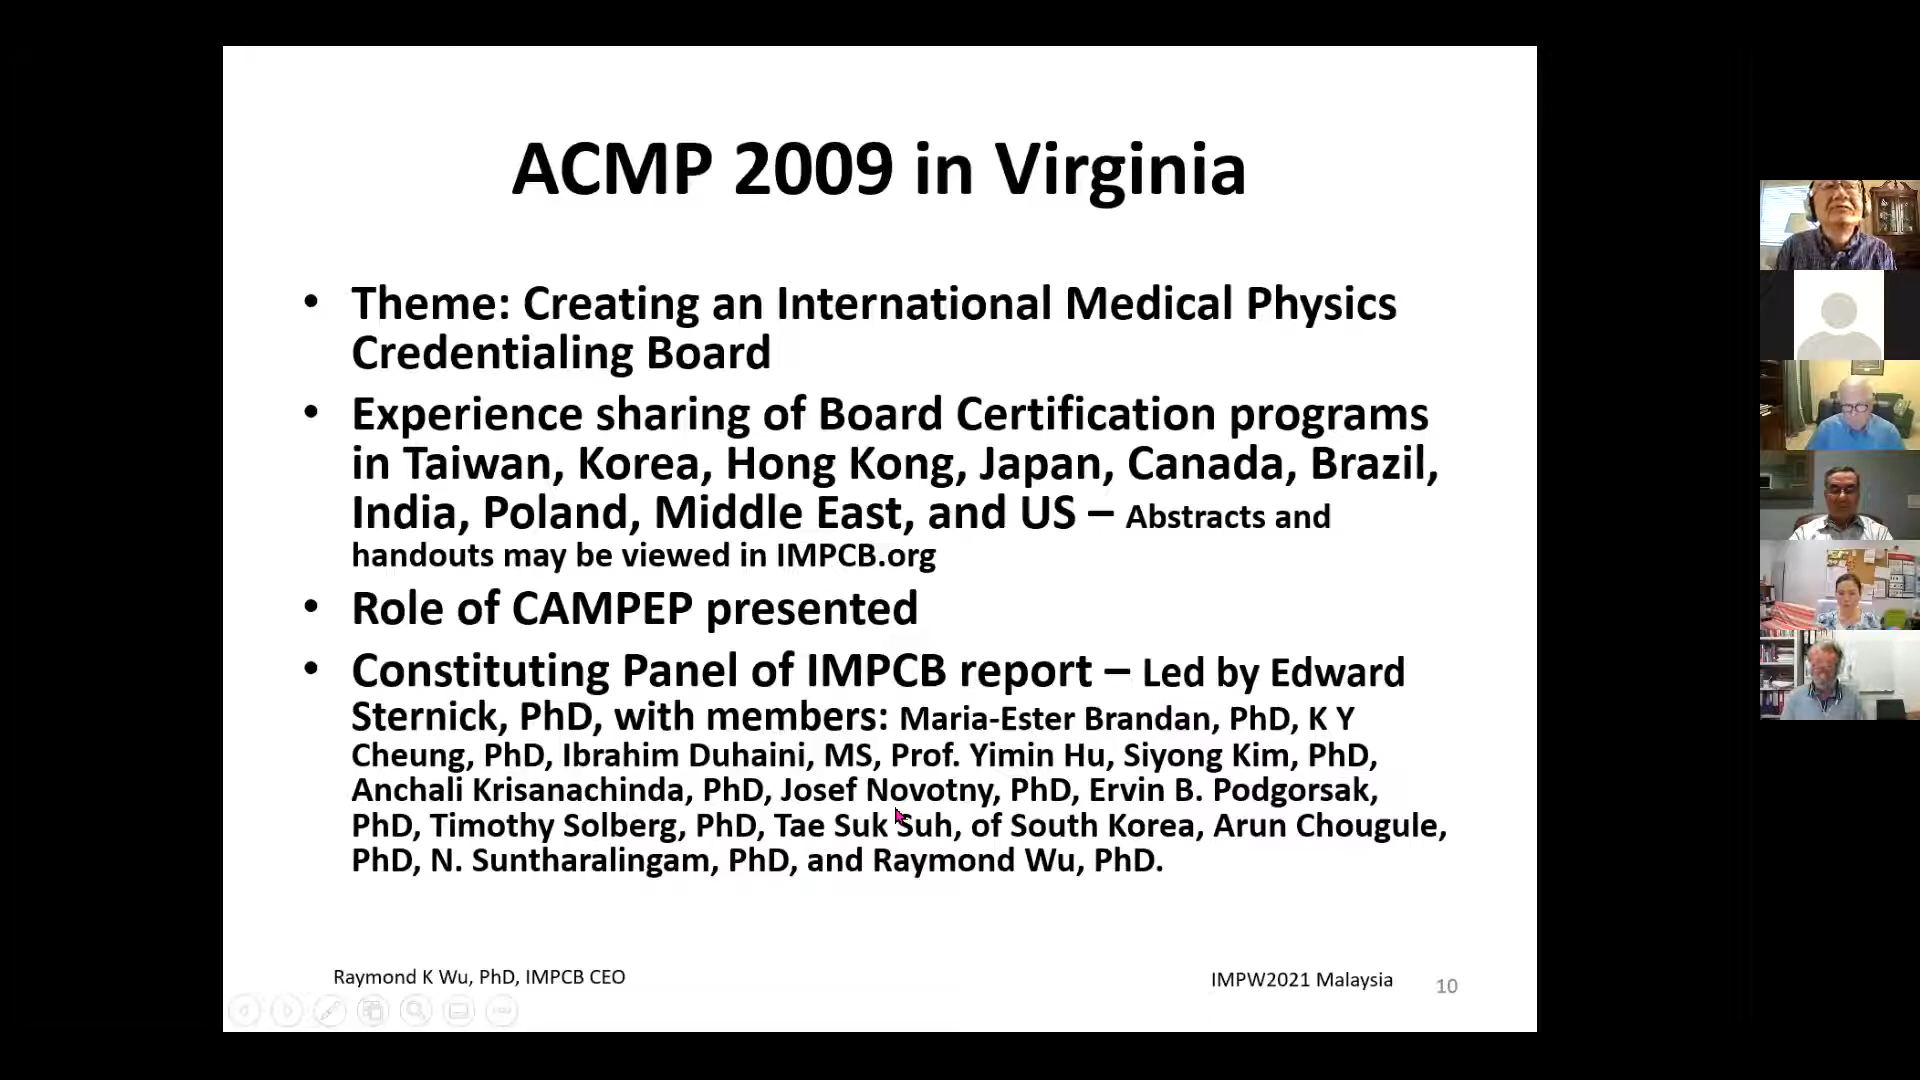 ACMP 2009 in Virginia
• Theme: Creating an International Medical Physics
Credentialing Board
• Experience sharing of Board Certification programs
in Taiwan, Korea, Hong Kong, Japan, Canada, Brazil,
India, Poland, Middle East, and US – Abstracts and
handouts may be viewed in IMPCB.org
• Role of CAMPEP presented
• Constituting Panel of IMPCB report – Led by Edward
Sternick, PhD, with members: Maria-Ester Brandan, PhD, K Y
Cheung, PhD, Ibrahim Duhaini, MS, Prof. Yimin Hu, Siyong Kim, PhD,
Anchali Krisanachinda, PhD, Josef Novotny, PhD, Ervin B. Podgorsak,
PhD, Timothy Solberg, PhD, Tae Suk Suh, of South Korea, Arun Chougule,
PhD, N. Suntharalingam, PhD, and Raymond Wu, PhD.
Raymond K Wu, PhD, IMPCB CEO
IMPW2021 Malaysia
10